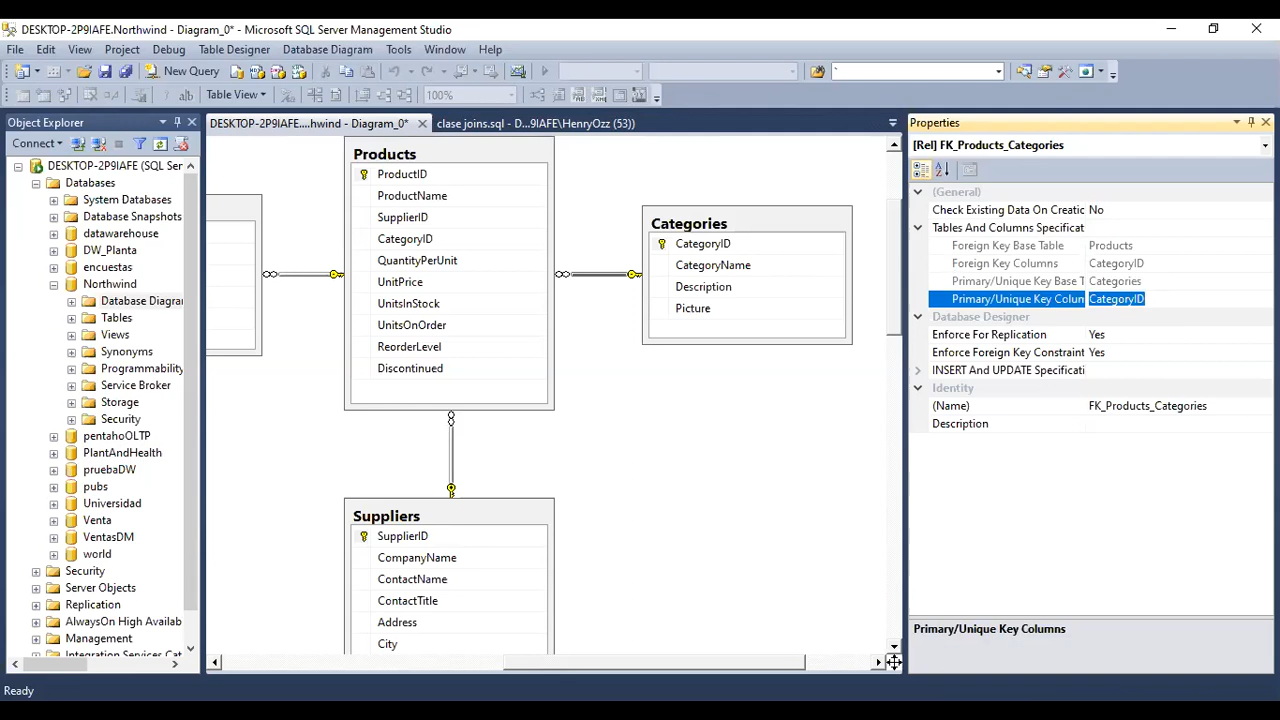 DESKTOP-2P9IAFE.Northwind - Diagram_0* - Microsoft SQL Server Management Studio
File Edit View Project Debug Table Designer Database Diagram Tools Window Help
New Query
Table View 100%
Object Explorer
Connect
DESKTOP-2P9IAFE (SQL Ser
Databases
System Databases
Database Snapshots
datawarehouse
DW_Planta
encuestas
Northwind
Database Diagra
Tables
Views
Synonyms
Programmability
Service Broker
Storage
Security
pentahoOLTP
PlantAndHealth
pruebaDW
pubs
Universidad
Venta
VentasDM
world
Security
Server Objects
Replication
AlwaysOn High Availab
Management
Integration Services Cat
DESKTOP-2P9IAFE....hwind - Diagram_0* clase joins.sql - D...9IAFE\HenryOzz (53))
Products
ProductID
ProductName
SupplierID
CategoryID
QuantityPerUnit
UnitPrice
UnitsInStock
UnitsOnOrder
ReorderLevel
Discontinued
Categories
CategoryID
CategoryName
Description
Picture
Suppliers
SupplierID
CompanyName
ContactName
ContactTitle
Address
City
Properties
[Rel] FK_Products_Categories
(General)
Check Existing Data On Creatic No
Tables And Columns Specificat
Foreign Key Base Table Products
Foreign Key Columns CategoryID
Primary/Unique Key Base T Categories
Primary/Unique Key Colun CategoryID
Database Designer
Enforce For Replication Yes
Enforce Foreign Key Constraint Yes
INSERT And UPDATE Specificati
Identity
(Name) FK_Products_Categories
Description
Primary/Unique Key Columns
Ready